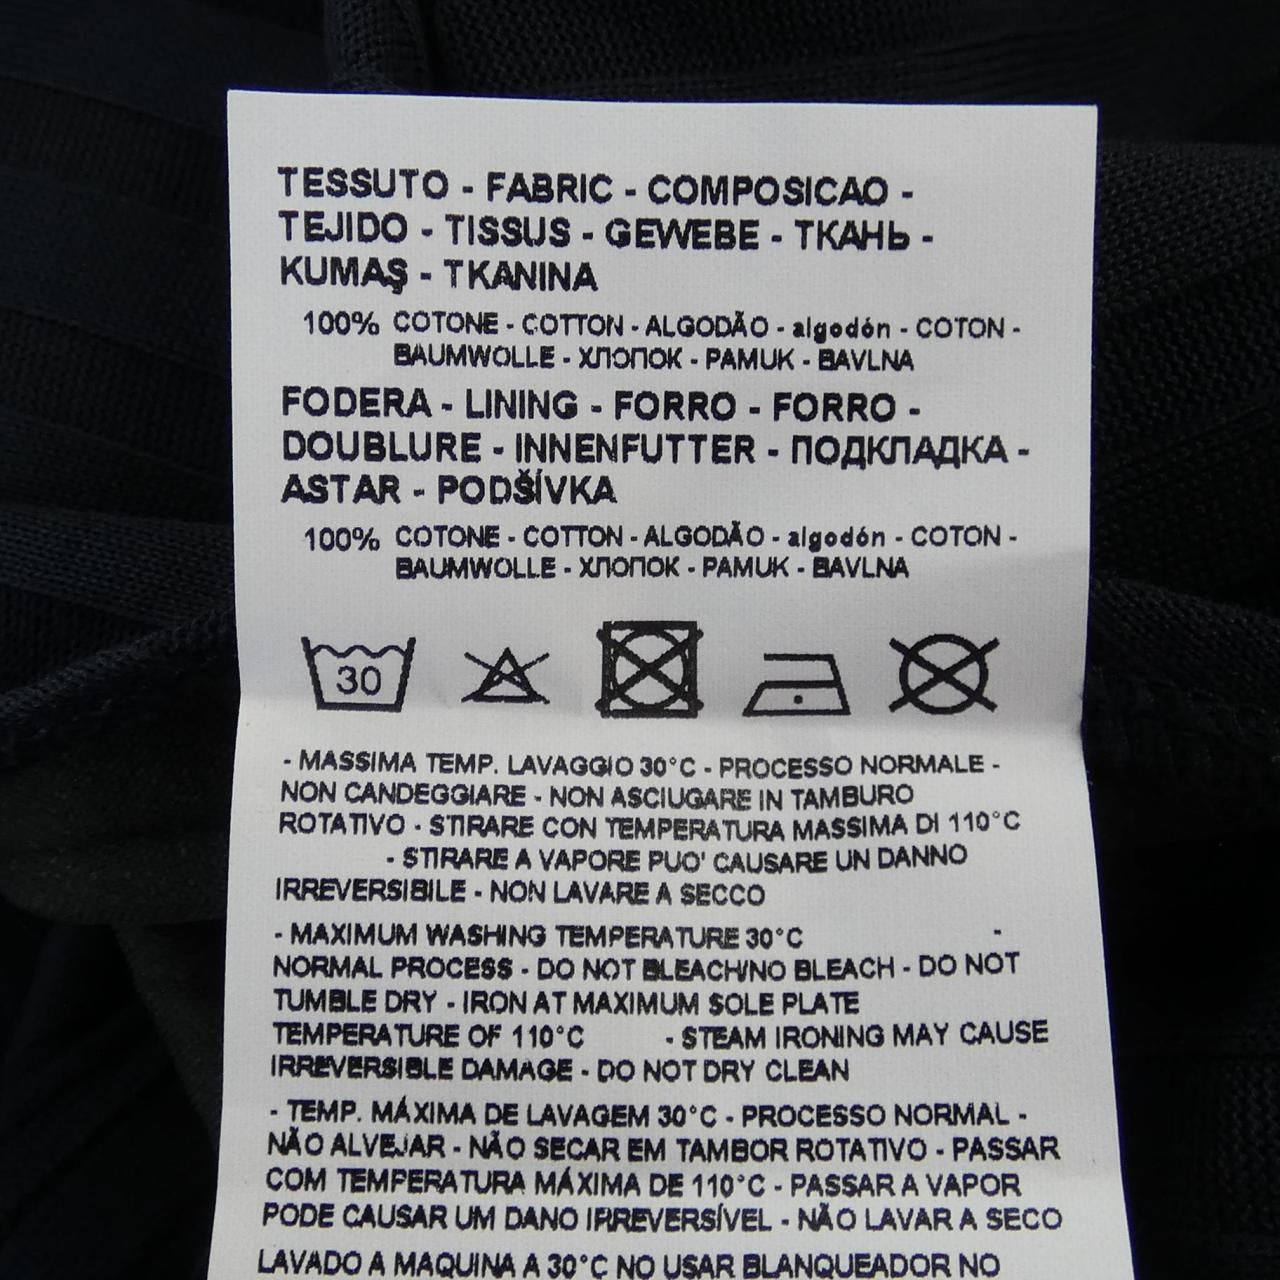 TESSUTO - FABRIC - COMPOSICAO -
TEJIDO - TISSUS - GEWEBE - ТКАНЬ -
KUMAŞ - TKANINA
100% COTONE - COTTON - ALGODÃO - algodón - COTON -
BAUMWOLLE - ХЛОПОК - PAMUK - BAVLNA
FODERA - LINING - FORRO - FORRO -
DOUBLURE - INNENFUTTER - ПОДКЛАДКА -
ASTAR - PODŠÍVKA
100% COTONE - COTTON - ALGODÃO - algodón - COTON -
BAUMWOLLE - ХЛОПОК - PAMUK - BAVLNA
30
- MASSIMA TEMP. LAVAGGIO 30°C - PROCESSO NORMALE -
NON CANDEGGIARE - NON ASCIUGARE IN TAMBURO
ROTATIVO - STIRARE CON TEMPERATURA MASSIMA DI 110°C
- STIRARE A VAPORE PUO' CAUSARE UN DANNO
IRREVERSIBILE - NON LAVARE A SECCO
- MAXIMUM WASHING TEMPERATURE 30°C -
NORMAL PROCESS - DO NOT BLEACH/NO BLEACH - DO NOT
TUMBLE DRY - IRON AT MAXIMUM SOLE PLATE
TEMPERATURE OF 110°C - STEAM IRONING MAY CAUSE
IRREVERSIBLE DAMAGE - DO NOT DRY CLEAN
- TEMP. MÁXIMA DE LAVAGEM 30°C - PROCESSO NORMAL -
NÃO ALVEJAR - NÃO SECAR EM TAMBOR ROTATIVO - PASSAR
COM TEMPERATURA MÁXIMA DE 110°C - PASSAR A VAPOR
PODE CAUSAR UM DANO IRREVERSÍVEL - NÃO LAVAR A SECO
LAVADO A MAQUINA A 30°C NO USAR BLANQUEADOR NO